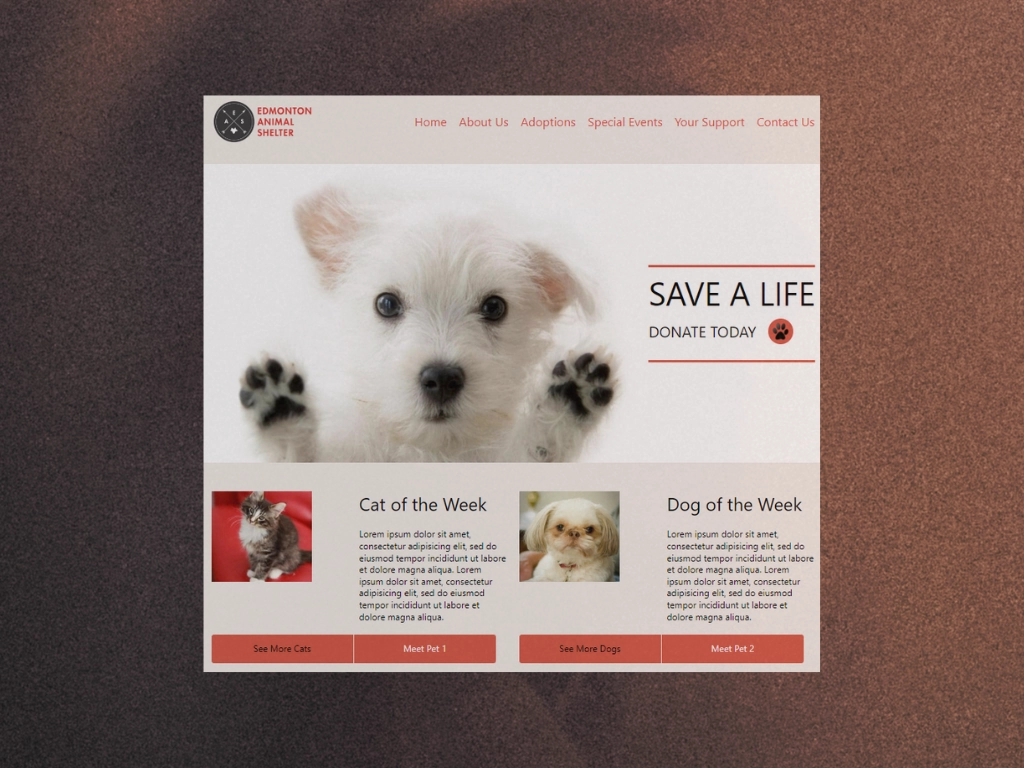 E
A S
EDMONTON
ANIMAL
SHELTER
Home About Us Adoptions Special Events Your Support Contact Us
SAVE A LIFE
DONATE TODAY
Cat of the Week
Lorem ipsum dolor sit amet,
consectetur adipisicing elit, sed do
eiusmod tempor incididunt ut labore
et dolore magna aliqua. Lorem
ipsum dolor sit amet, consectetur
adipisicing elit, sed do eiusmod
tempor incididunt ut labore et
dolore magna aliqua.
See More Cats Meet Pet 1
Dog of the Week
Lorem ipsum dolor sit amet,
consectetur adipisicing elit, sed do
eiusmod tempor incididunt ut labore
et dolore magna aliqua. Lorem
ipsum dolor sit amet, consectetur
adipisicing elit, sed do eiusmod
tempor incididunt ut labore et
dolore magna aliqua.
See More Dogs Meet Pet 2